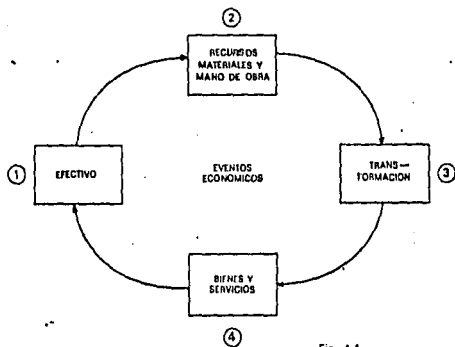 2
RECURSOS
MATERIALES Y
MANO DE OBRA
1
EFECTIVO
EVENTOS
ECONOMICOS
TRANS-
FORMACION
3
BIENES Y
SERVICIOS
4